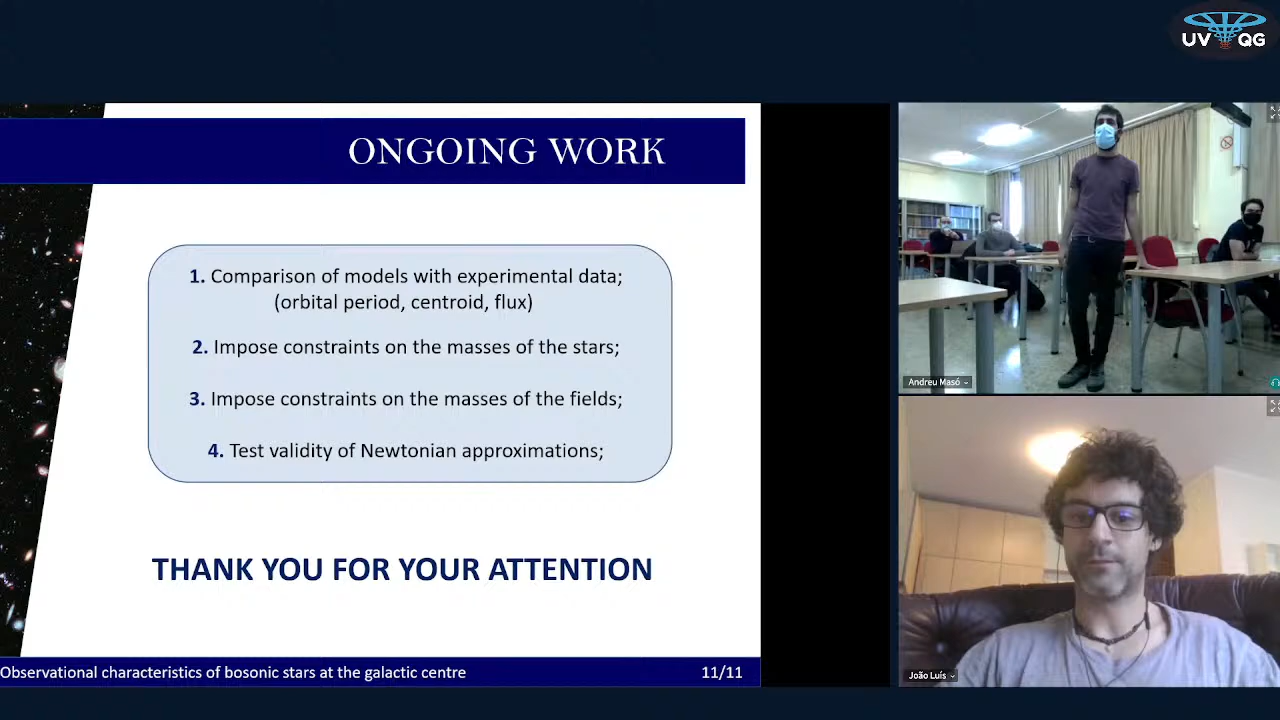 UV QG
ONGOING WORK
1. Comparison of models with experimental data;
(orbital period, centroid, flux)
2. Impose constraints on the masses of the stars;
3. Impose constraints on the masses of the fields;
4. Test validity of Newtonian approximations;
THANK YOU FOR YOUR ATTENTION
Observational characteristics of bosonic stars at the galactic centre
11/11
Andreu Masó
João Luís